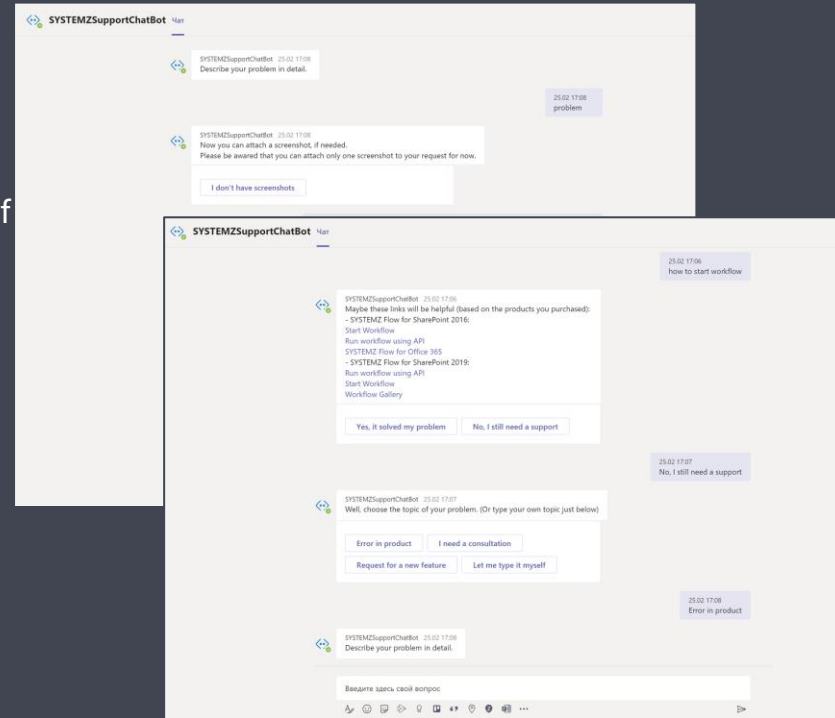 SYSTEMZSupportChatBot Чат
SYSTEMZSupportChatBot 25.02 17:08
Describe your problem in detail.
25.02 17:08
problem
SYSTEMZSupportChatBot 25.02 17:08
Now you can attach a screenshot, if needed.
Please be awared that you can attach only one screenshot to your request for now.
I don't have screenshots
f
SYSTEMZSupportChatBot Чат
25.02 17:06
how to start workflow
SYSTEMZSupportChatBot 25.02 17:06
Maybe these links will be helpful (based on the products you purchased):
- SYSTEMZ Flow for SharePoint 2016:
Start Workflow
Run workflow using API
SYSTEMZ Flow for Office 365
- SYSTEMZ Flow for SharePoint 2019:
Run workflow using API
Start Workflow
Workflow Gallery
Yes, it solved my problem No, I still need a support
25.02 17:07
No, I still need a support
SYSTEMZSupportChatBot 25.02 17:07
Well, choose the topic of your problem. (Or type your own topic just below)
Error in product I need a consultation
Request for a new feature Let me type it myself
25.02 17:08
Error in product
SYSTEMZSupportChatBot 25.02 17:08
Describe your problem in detail.
Введите здесь свой вопрос